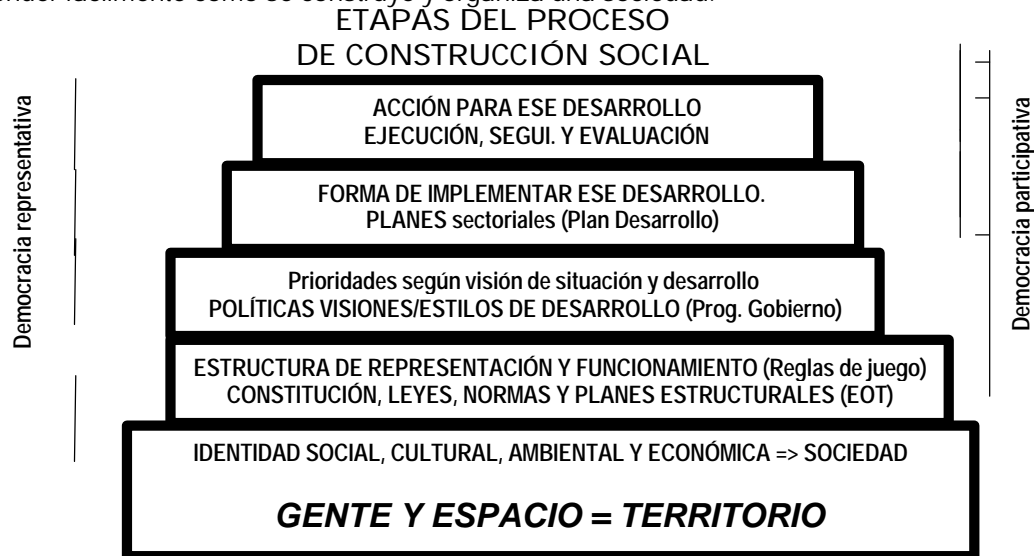 fácilmente cómo se construye y organiza una sociedad.
ETAPAS DEL PROCESO
DE CONSTRUCCIÓN SOCIAL
Democracia representativa
ACCIÓN PARA ESE DESARROLLO
EJECUCIÓN, SEGUI. Y EVALUACIÓN
FORMA DE IMPLEMENTAR ESE DESARROLLO.
PLANES sectoriales (Plan Desarrollo)
Prioridades según visión de situación y desarrollo
POLÍTICAS VISIONES/ESTILOS DE DESARROLLO (Prog. Gobierno)
ESTRUCTURA DE REPRESENTACIÓN Y FUNCIONAMIENTO (Reglas de juego)
CONSTITUCIÓN, LEYES, NORMAS Y PLANES ESTRUCTURALES (EOT)
IDENTIDAD SOCIAL, CULTURAL, AMBIENTAL Y ECONÓMICA => SOCIEDAD
GENTE Y ESPACIO = TERRITORIO
Democracia participativa